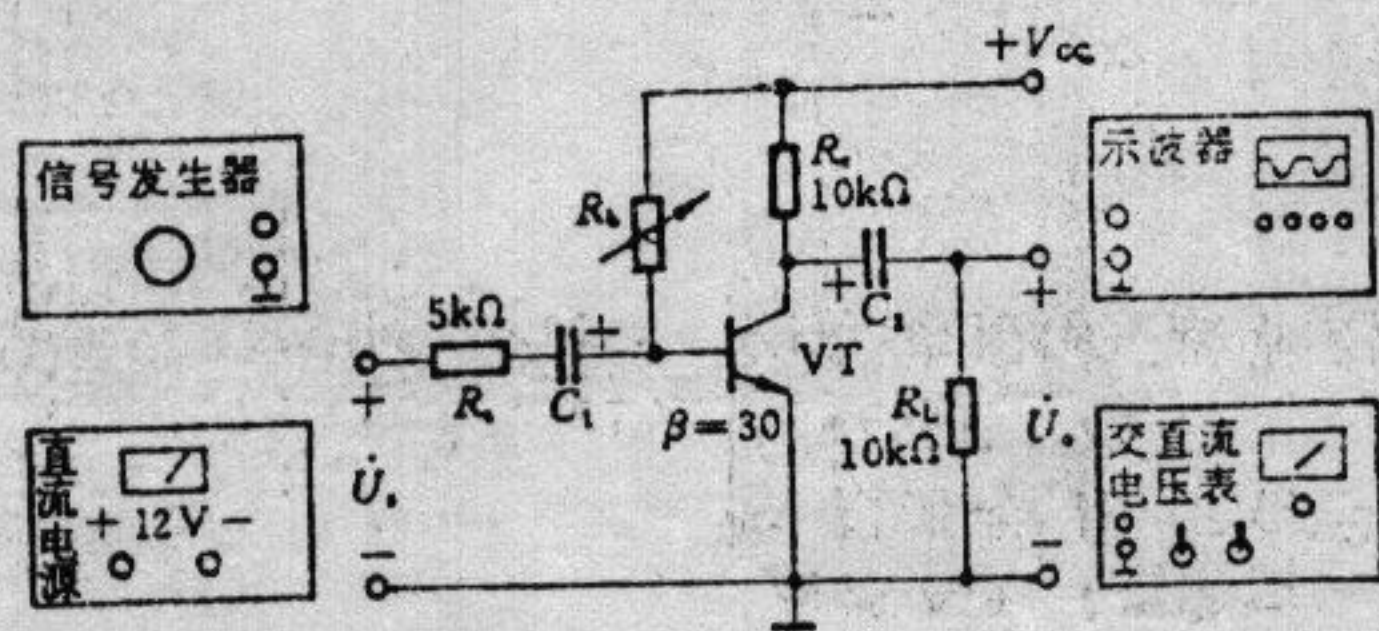 +Vcc
信号发生器
Rc
10kΩ
示波器
Rb
5kΩ
+
+
C2
+
+
Rs
C1
VT
β=30
RL
10kΩ
U̇o
交直流
电压表
直流电源
+ 12V −
U̇s
−
−